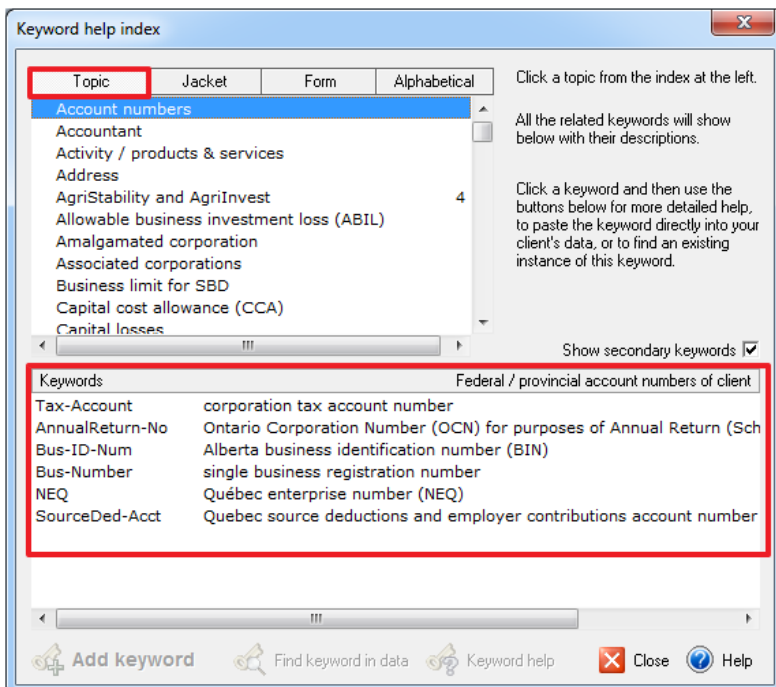 Keyword help index
Topic Jacket Form Alphabetical
Click a topic from the index at the left.
All the related keywords will show
below with their descriptions.
Click a keyword and then use the
buttons below for more detailed help,
to paste the keyword directly into your
client's data, or to find an existing
instance of this keyword.
Account numbers
Accountant
Activity / products & services
Address
AgriStability and AgriInvest 4
Allowable business investment loss (ABIL)
Amalgamated corporation
Associated corporations
Business limit for SBD
Capital cost allowance (CCA)
Capital losses
Show secondary keywords
Keywords Federal / provincial account numbers of client
Tax-Account corporation tax account number
AnnualReturn-No Ontario Corporation Number (OCN) for purposes of Annual Return (Sch
Bus-ID-Num Alberta business identification number (BIN)
Bus-Number single business registration number
NEQ Québec enterprise number (NEQ)
SourceDed-Acct Quebec source deductions and employer contributions account number
Add keyword Find keyword in data Keyword help Close Help